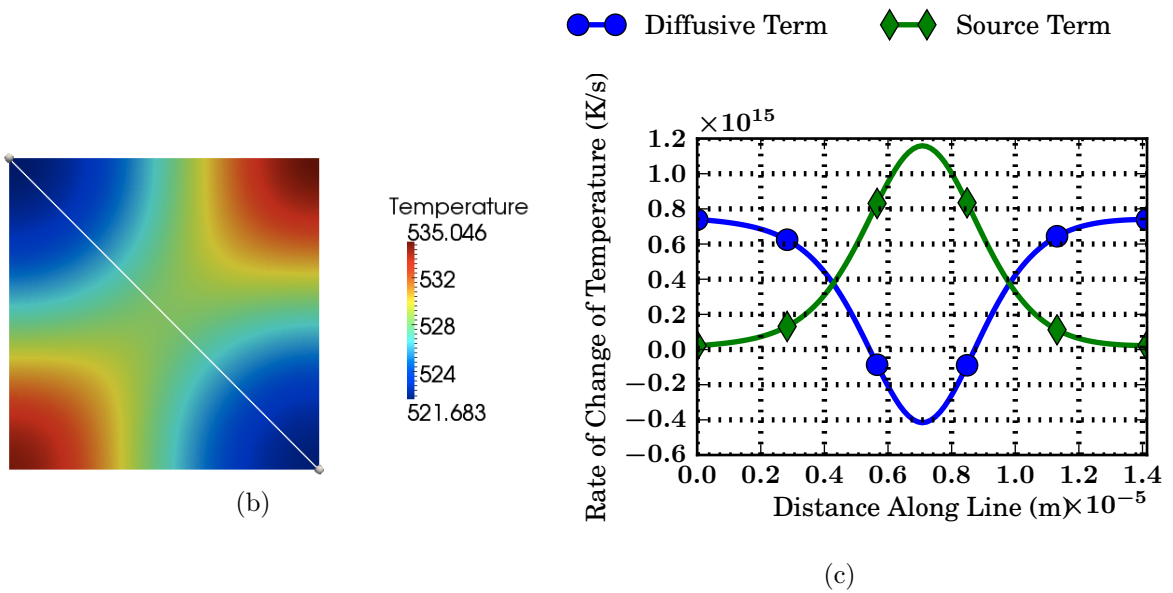 Diffusive Term
Source Term
Temperature
535.046
532
528
524
521.683
(b)
Rate of Change of Temperature (K/s)
×10¹⁵
1.2
1.0
0.8
0.6
0.4
0.2
0.0
−0.2
−0.4
−0.6
0.0 0.2 0.4 0.6 0.8 1.0 1.2 1.4
Distance Along Line (m)×10⁻⁵
(c)